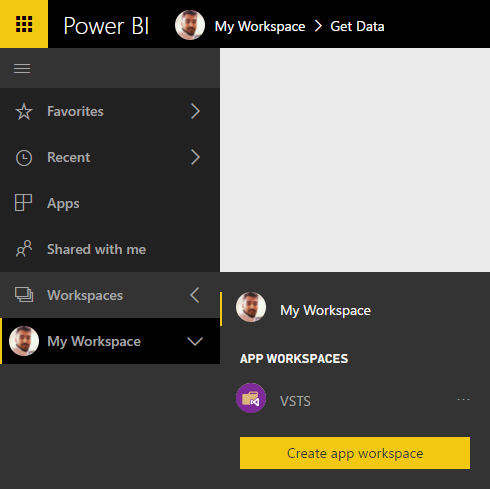 Power BI My Workspace > Get Data
Favorites
Recent
Apps
Shared with me
Workspaces
My Workspace
My Workspace
APP WORKSPACES
VSTS ...
Create app workspace